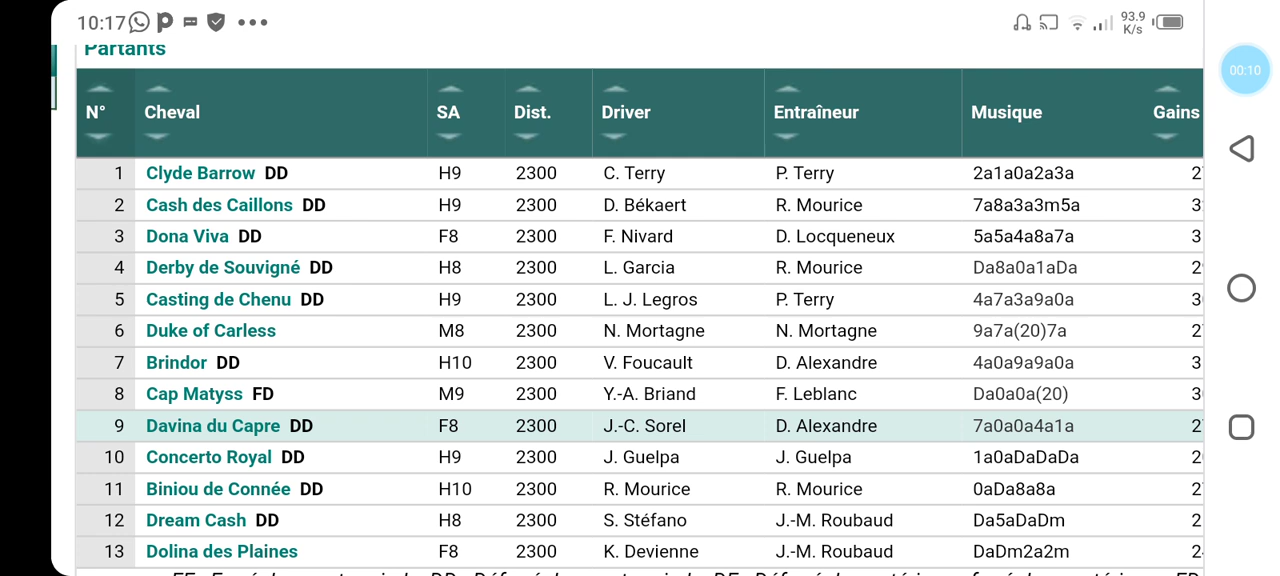 10:17 93.9 K/s
00:10
Partants
N° Cheval SA Dist. Driver Entraîneur Musique Gains
1 Clyde Barrow DD H9 2300 C. Terry P. Terry 2a1a0a2a3a
2 Cash des Caillons DD H9 2300 D. Békaert R. Mourice 7a8a3a3m5a
3 Dona Viva DD F8 2300 F. Nivard D. Locqueneux 5a5a4a8a7a
4 Derby de Souvigné DD H8 2300 L. Garcia R. Mourice Da8a0a1aDa
5 Casting de Chenu DD H9 2300 L. J. Legros P. Terry 4a7a3a9a0a
6 Duke of Carless M8 2300 N. Mortagne N. Mortagne 9a7a(20)7a
7 Brindor DD H10 2300 V. Foucault D. Alexandre 4a0a9a9a0a
8 Cap Matyss FD M9 2300 Y.-A. Briand F. Leblanc Da0a0a(20)
9 Davina du Capre DD F8 2300 J.-C. Sorel D. Alexandre 7a0a0a4a1a
10 Concerto Royal DD H9 2300 J. Guelpa J. Guelpa 1a0aDaDaDa
11 Biniou de Connée DD H10 2300 R. Mourice R. Mourice 0aDa8a8a
12 Dream Cash DD H8 2300 S. Stéfano J.-M. Roubaud Da5aDaDm
13 Dolina des Plaines F8 2300 K. Devienne J.-M. Roubaud DaDm2a2m